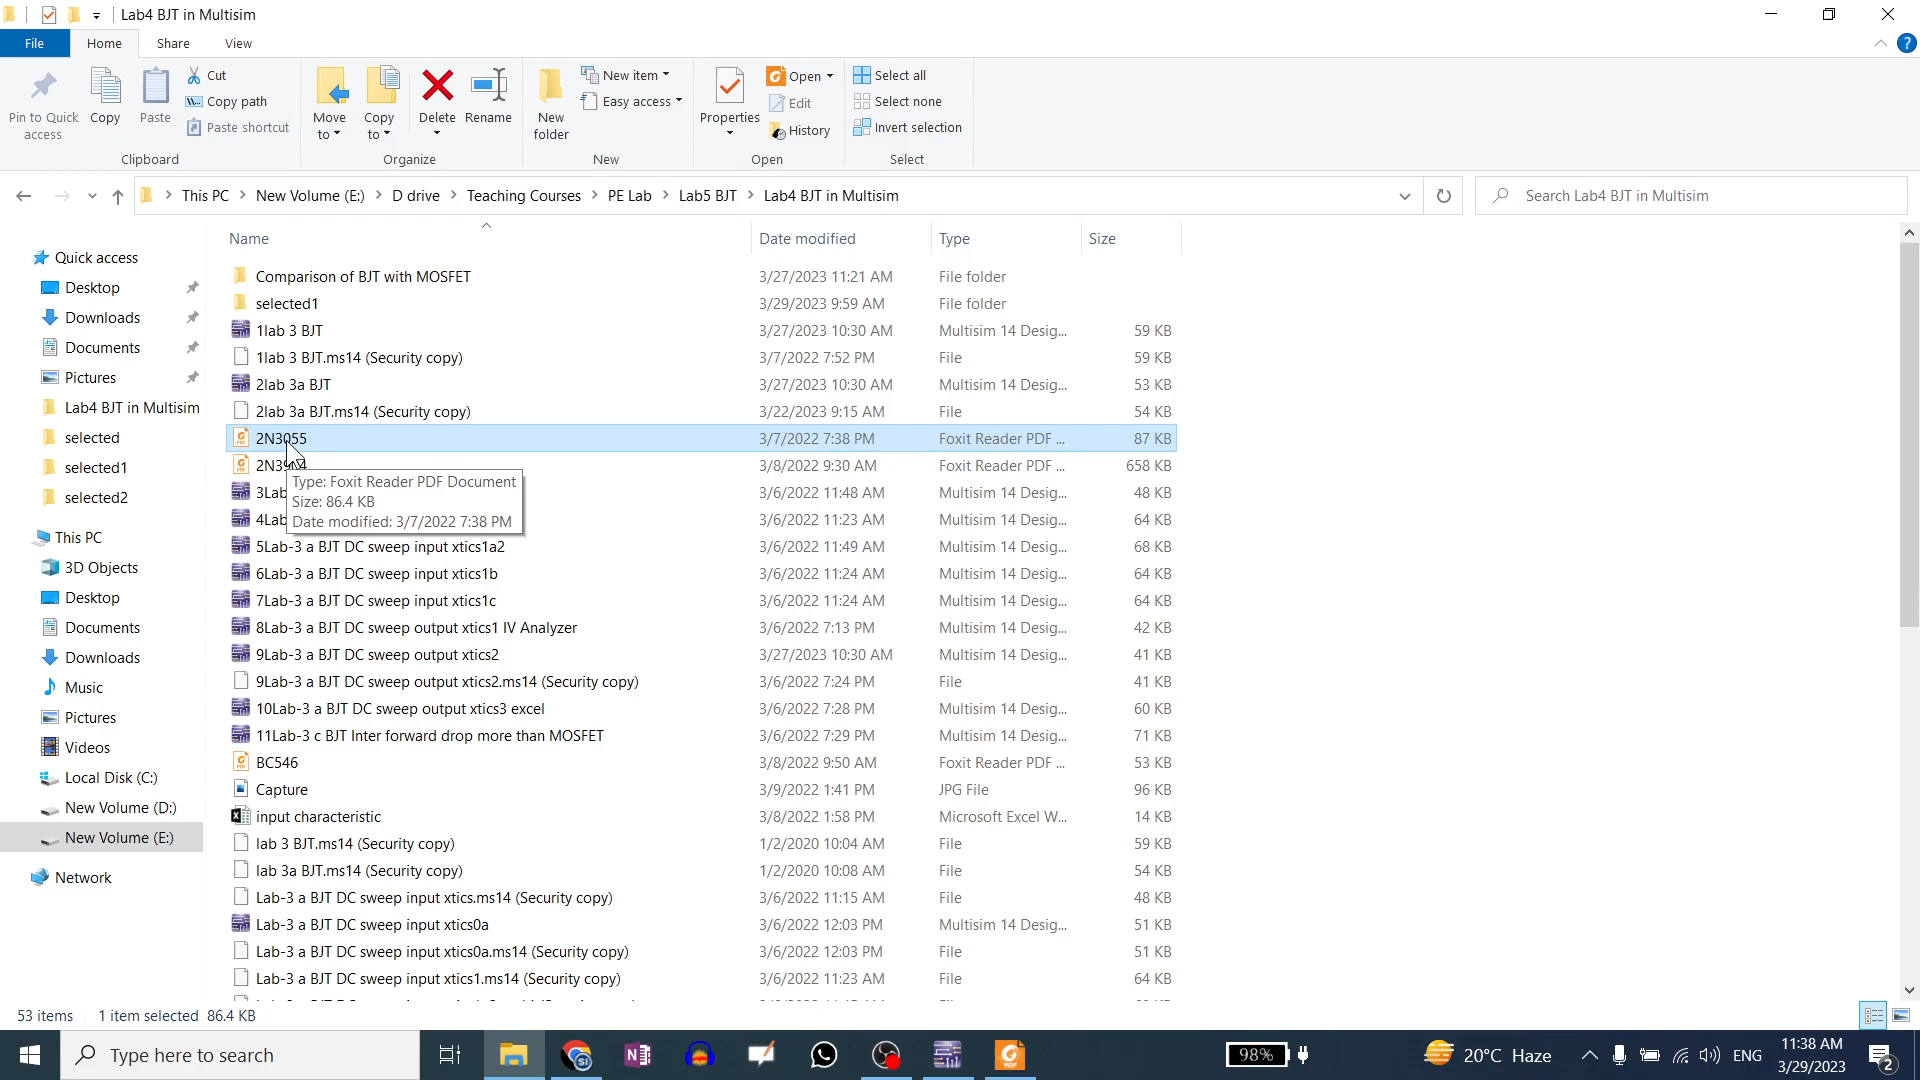 Lab4 BJT in Multisim
File Home Share View
Pin to Quick access
Copy
Paste
Cut
Copy path
Paste shortcut
Clipboard
Move to
Copy to
Delete
Rename
Organize
New folder
New item
Easy access
New
Properties
Open
Edit
History
Open
Select all
Select none
Invert selection
Select
This PC > New Volume (E:) > D drive > Teaching Courses > PE Lab > Lab5 BJT > Lab4 BJT in Multisim
Search Lab4 BJT in Multisim
Quick access
Desktop
Downloads
Documents
Pictures
Lab4 BJT in Multisim
selected
selected1
selected2
This PC
3D Objects
Desktop
Documents
Downloads
Music
Pictures
Videos
Local Disk (C:)
New Volume (D:)
New Volume (E:)
Network
Name Date modified Type Size
Comparison of BJT with MOSFET 3/27/2023 11:21 AM File folder
selected1 3/29/2023 9:59 AM File folder
1lab 3 BJT 3/27/2023 10:30 AM Multisim 14 Desig... 59 KB
1lab 3 BJT.ms14 (Security copy) 3/7/2022 7:52 PM File 59 KB
2lab 3a BJT 3/27/2023 10:30 AM Multisim 14 Desig... 53 KB
2lab 3a BJT.ms14 (Security copy) 3/22/2023 9:15 AM File 54 KB
2N3055 3/7/2022 7:38 PM Foxit Reader PDF ... 87 KB
3/8/2022 9:30 AM Foxit Reader PDF ... 658 KB
3Lab 3/6/2022 11:48 AM Multisim 14 Desig... 48 KB
4Lab 3/6/2022 11:23 AM Multisim 14 Desig... 64 KB
Type: Foxit Reader PDF Document
Size: 86.4 KB
Date modified: 3/7/2022 7:38 PM
5Lab-3 a BJT DC sweep input xtics1a2 3/6/2022 11:49 AM Multisim 14 Desig... 68 KB
6Lab-3 a BJT DC sweep input xtics1b 3/6/2022 11:24 AM Multisim 14 Desig... 64 KB
7Lab-3 a BJT DC sweep input xtics1c 3/6/2022 11:24 AM Multisim 14 Desig... 64 KB
8Lab-3 a BJT DC sweep output xtics1 IV Analyzer 3/6/2022 7:13 PM Multisim 14 Desig... 42 KB
9Lab-3 a BJT DC sweep output xtics2 3/27/2023 10:30 AM Multisim 14 Desig... 41 KB
9Lab-3 a BJT DC sweep output xtics2.ms14 (Security copy) 3/6/2022 7:24 PM File 41 KB
10Lab-3 a BJT DC sweep output xtics3 excel 3/6/2022 7:28 PM Multisim 14 Desig... 60 KB
11Lab-3 c BJT Inter forward drop more than MOSFET 3/6/2022 7:29 PM Multisim 14 Desig... 71 KB
BC546 3/8/2022 9:50 AM Foxit Reader PDF ... 53 KB
Capture 3/9/2022 1:41 PM JPG File 96 KB
input characteristic 3/8/2022 1:58 PM Microsoft Excel W... 14 KB
lab 3 BJT.ms14 (Security copy) 1/2/2020 10:04 AM File 59 KB
lab 3a BJT.ms14 (Security copy) 1/2/2020 10:08 AM File 54 KB
Lab-3 a BJT DC sweep input xtics.ms14 (Security copy) 3/6/2022 11:15 AM File 48 KB
Lab-3 a BJT DC sweep input xtics0a 3/6/2022 12:03 PM Multisim 14 Desig... 51 KB
Lab-3 a BJT DC sweep input xtics0a.ms14 (Security copy) 3/6/2022 12:03 PM File 51 KB
Lab-3 a BJT DC sweep input xtics1.ms14 (Security copy) 3/6/2022 11:23 AM File 64 KB
53 items 1 item selected 86.4 KB
Type here to search
98%
20°C Haze
ENG
11:38 AM
3/29/2023
2